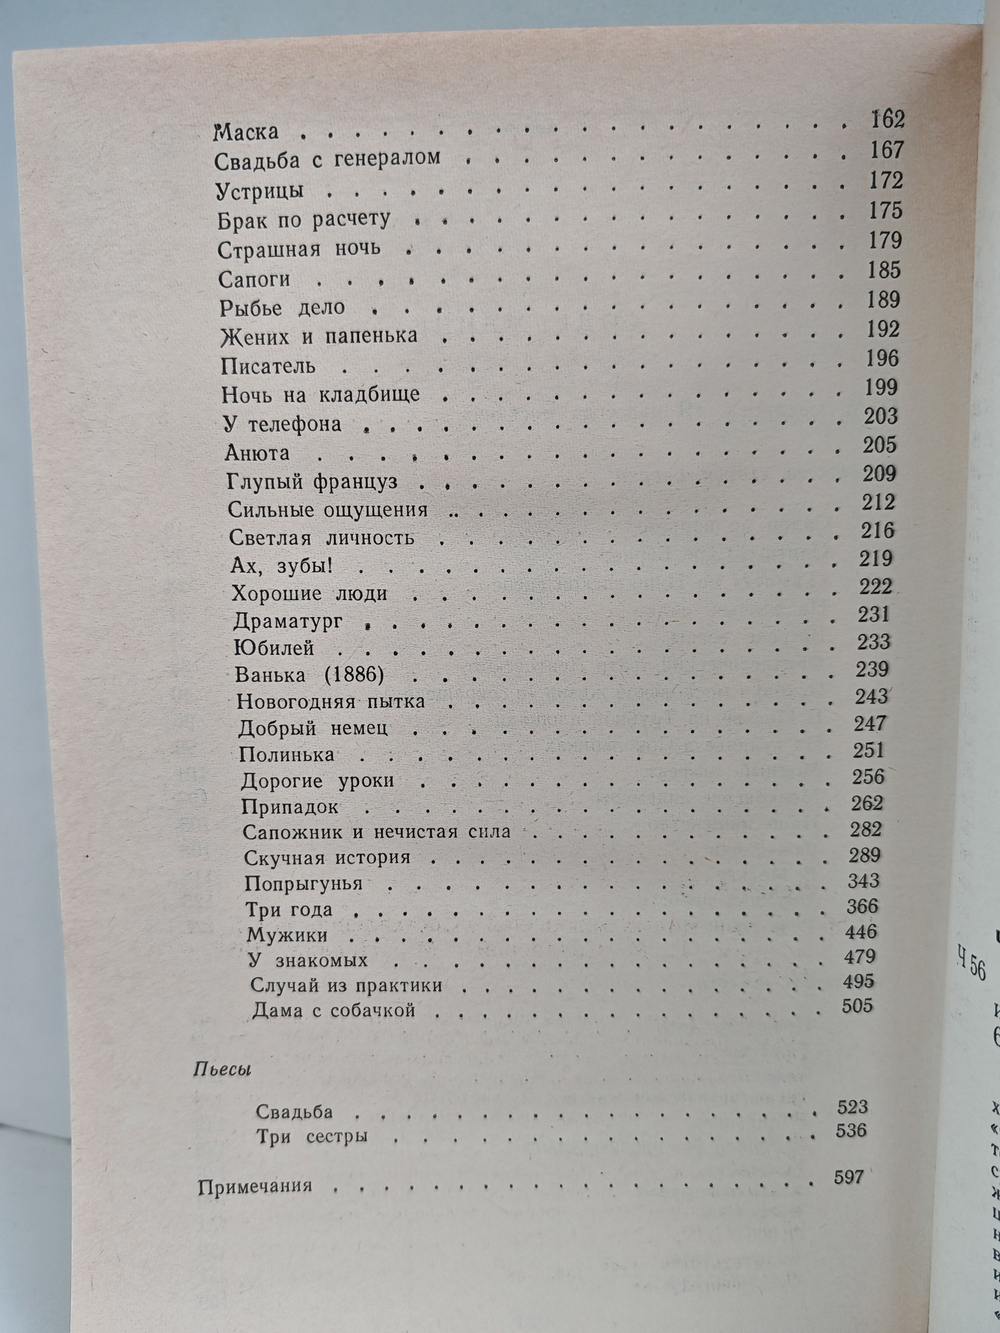 Маска . . . . . . . . . . . . . . . . . . . . . 162
Свадьба с генералом . . . . . . . . . . . . . . 167
Устрицы . . . . . . . . . . . . . . . . . . . . 172
Брак по расчету . . . . . . . . . . . . . . . . 175
Страшная ночь . . . . . . . . . . . . . . . . . 179
Сапоги . . . . . . . . . . . . . . . . . . . . 185
Рыбье дело . . . . . . . . . . . . . . . . . . 189
Жених и папенька . . . . . . . . . . . . . . . 192
Писатель . . . . . . . . . . . . . . . . . . . 196
Ночь на кладбище . . . . . . . . . . . . . . . 199
У телефона . . . . . . . . . . . . . . . . . . 203
Анюта . . . . . . . . . . . . . . . . . . . . 205
Глупый француз . . . . . . . . . . . . . . . . 209
Сильные ощущения . . . . . . . . . . . . . . . 212
Светлая личность . . . . . . . . . . . . . . . 216
Ах, зубы! . . . . . . . . . . . . . . . . . . 219
Хорошие люди . . . . . . . . . . . . . . . . . 222
Драматург . . . . . . . . . . . . . . . . . . 231
Юбилей . . . . . . . . . . . . . . . . . . . 233
Ванька (1886) . . . . . . . . . . . . . . . . 239
Новогодняя пытка . . . . . . . . . . . . . . . 243
Добрый немец . . . . . . . . . . . . . . . . . 247
Полинька . . . . . . . . . . . . . . . . . . 251
Дорогие уроки . . . . . . . . . . . . . . . . 256
Припадок . . . . . . . . . . . . . . . . . . 262
Сапожник и нечистая сила . . . . . . . . . . . 282
Скучная история . . . . . . . . . . . . . . . 289
Попрыгунья . . . . . . . . . . . . . . . . . 343
Три года . . . . . . . . . . . . . . . . . . 366
Мужики . . . . . . . . . . . . . . . . . . . 446
У знакомых . . . . . . . . . . . . . . . . . 479
Случай из практики . . . . . . . . . . . . . . 495
Дама с собачкой . . . . . . . . . . . . . . . 505
Пьесы
Свадьба . . . . . . . . . . . . . . . . . . . 523
Три сестры . . . . . . . . . . . . . . . . . 536
Примечания . . . . . . . . . . . . . . . . . . 597
Ч 56